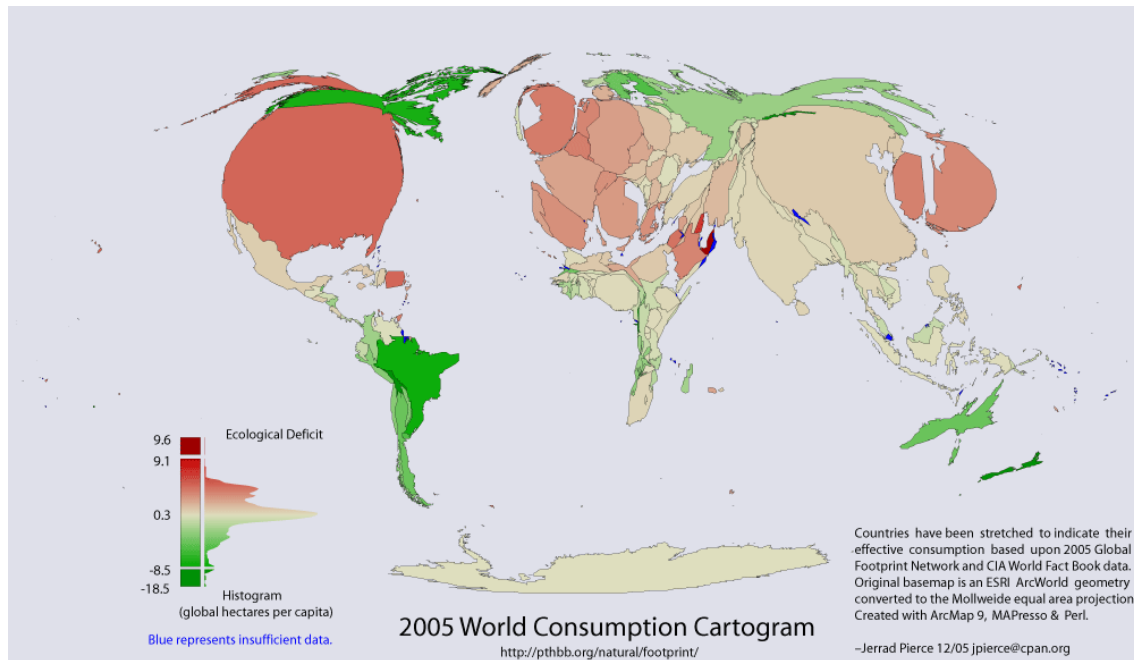 Ecological Deficit
9.6
9.1
0.3
-8.5
-18.5
Histogram
(global hectares per capita)
Blue represents insufficient data.
2005 World Consumption Cartogram
http://pthbb.org/natural/footprint/
Countries have been stretched to indicate their
effective consumption based upon 2005 Global
Footprint Network and CIA World Fact Book data.
Original basemap is an ESRI ArcWorld geometry
converted to the Mollweide equal area projection
Created with ArcMap 9, MAPresso & Perl.
–Jerrad Pierce 12/05 jpierce@cpan.org